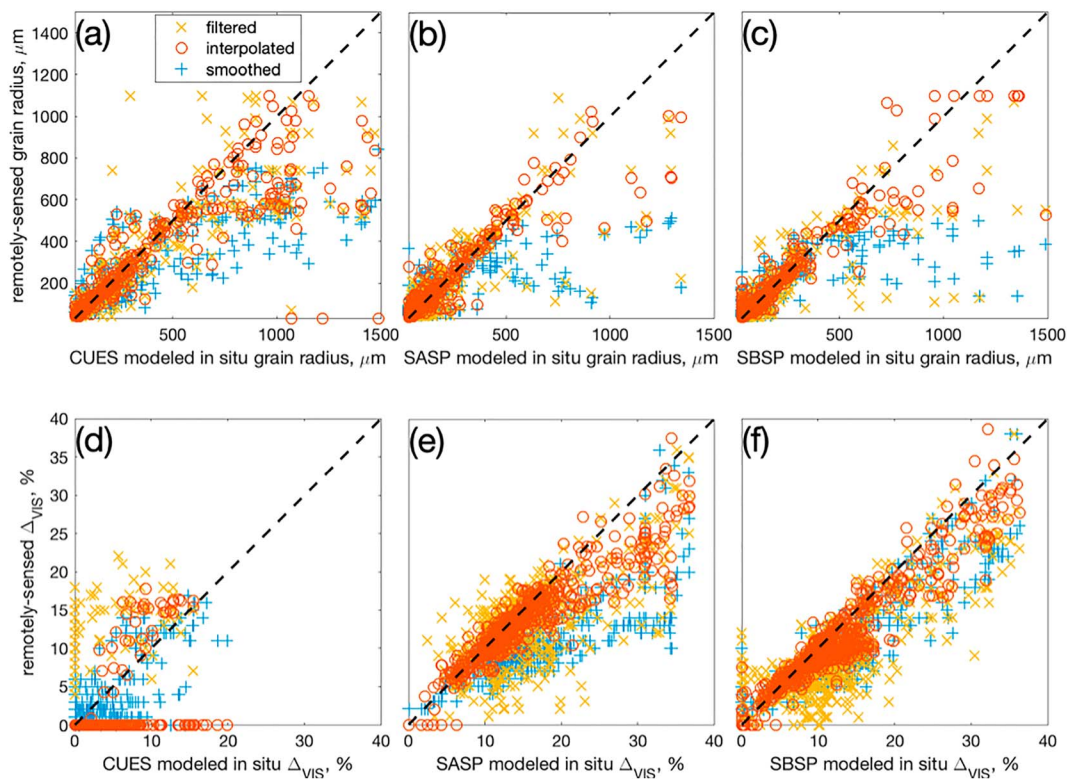 (a)
filtered
interpolated
smoothed
(b)
(c)
remotely-sensed grain radius, μm
1400
1200
1000
800
600
400
200
500
1000
1500
500
1000
1500
500
1000
1500
CUES modeled in situ grain radius, μm
SASP modeled in situ grain radius, μm
SBSP modeled in situ grain radius, μm
(d)
(e)
(f)
remotely-sensed ΔVIS, %
40
35
30
25
20
15
10
5
0
0
10
20
30
40
0
10
20
30
40
0
10
20
30
40
CUES modeled in situ ΔVIS, %
SASP modeled in situ ΔVIS, %
SBSP modeled in situ ΔVIS, %